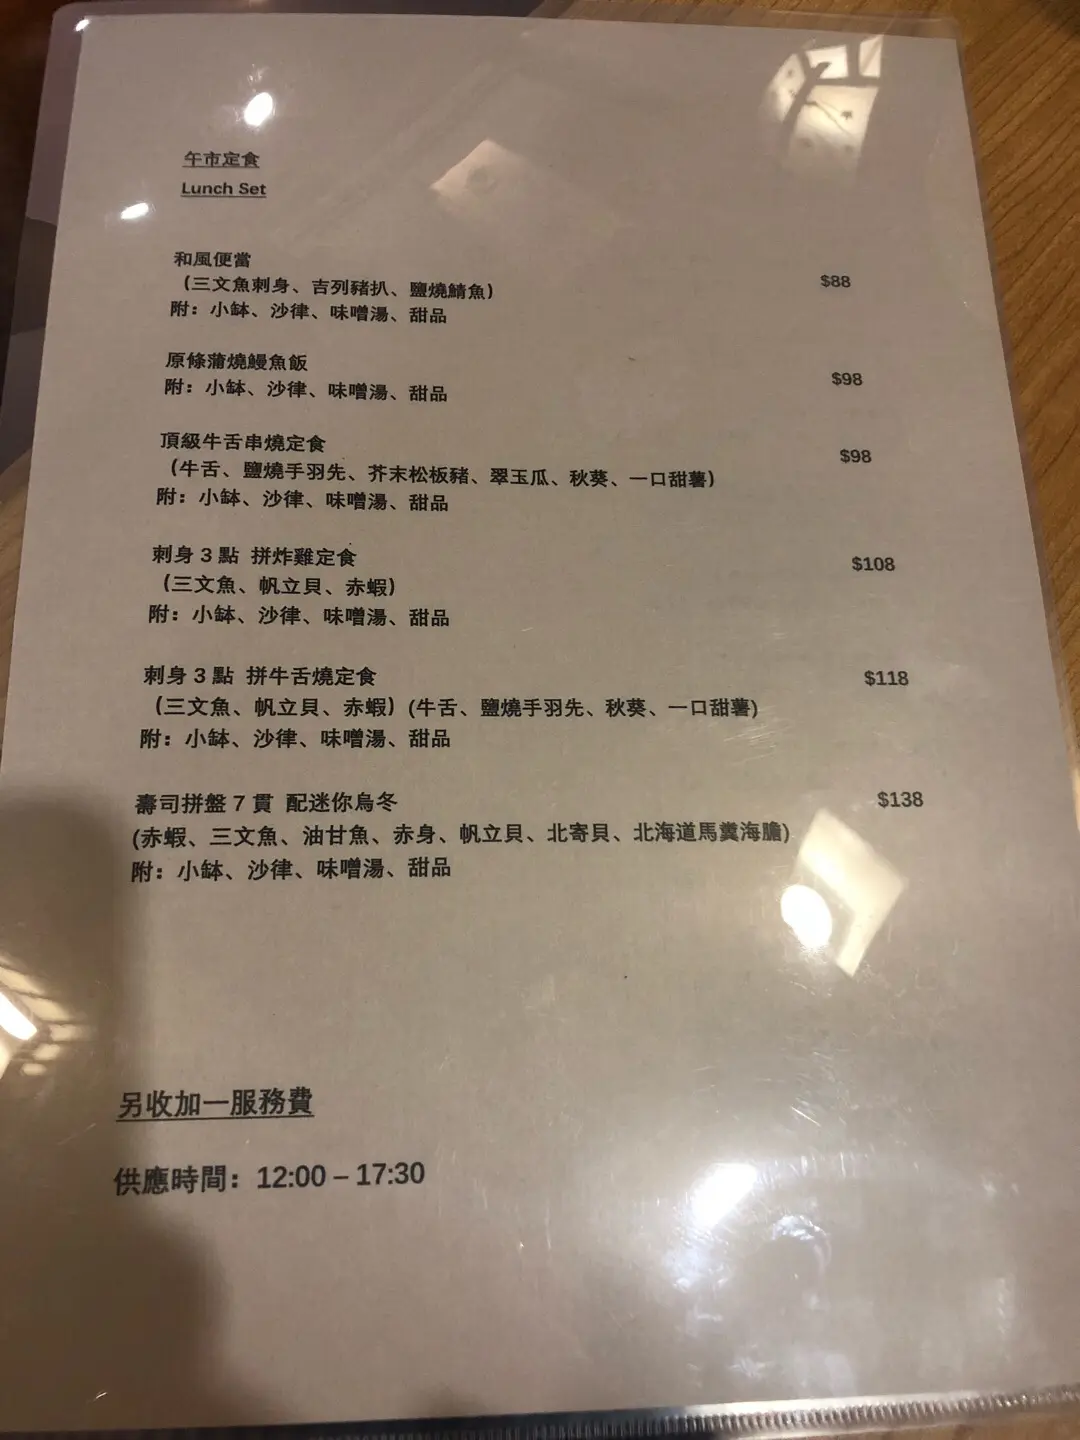 午市定食
Lunch Set
和風便當
$88
（三文魚刺身、吉列豬扒、鹽燒鯖魚）
附：小缽、沙律、味噌湯、甜品
原條蒲燒鰻魚飯
$98
附：小缽、沙律、味噌湯、甜品
頂級牛舌串燒定食
$98
（牛舌、鹽燒手羽先、芥末松板豬、翠玉瓜、秋葵、一口甜薯）
附：小缽、沙律、味噌湯、甜品
刺身 3 點 拼炸雞定食
$108
（三文魚、帆立貝、赤蝦）
附：小缽、沙律、味噌湯、甜品
刺身 3 點 拼牛舌燒定食
$118
（三文魚、帆立貝、赤蝦）(牛舌、鹽燒手羽先、秋葵、一口甜薯)
附：小缽、沙律、味噌湯、甜品
壽司拼盤 7 貫 配迷你烏冬
$138
(赤蝦、三文魚、油甘魚、赤身、帆立貝、北寄貝、北海道馬糞海膽)
附：小缽、沙律、味噌湯、甜品
另收加一服務費
供應時間：12:00 – 17:30